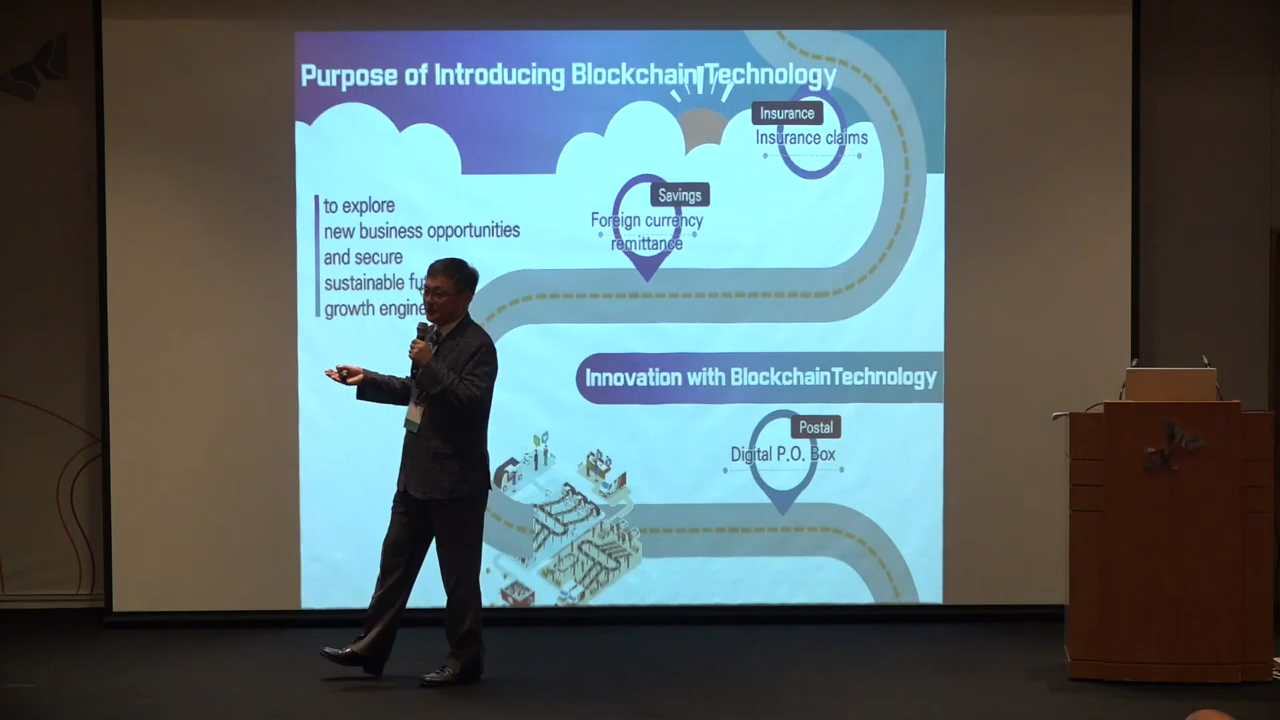 Purpose of Introducing Blockchain Technology
Insurance
Insurance claims
Savings
Foreign currency
remittance
to explore
new business opportunities
and secure
sustainable
growth engine
Innovation with Blockchain Technology
Postal
Digital P.O. Box